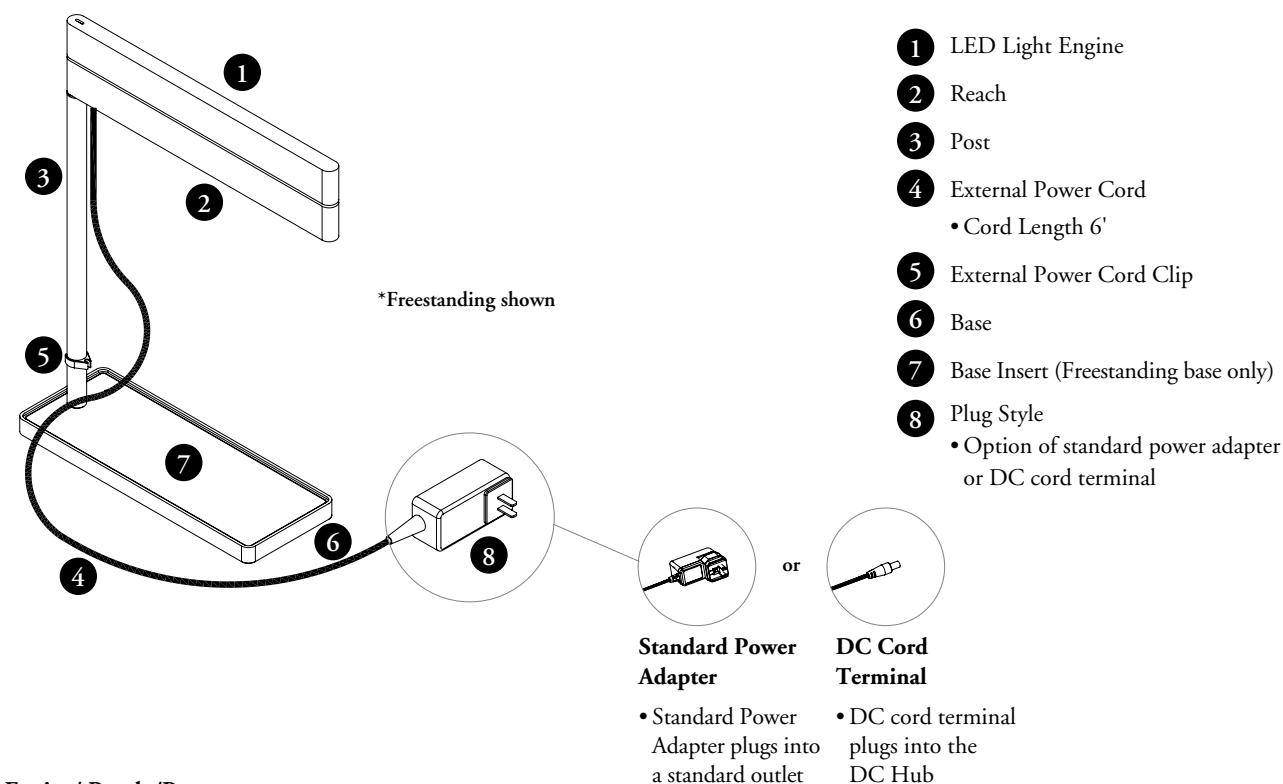 1 LED Light Engine
2 Reach
3 Post
4 External Power Cord
• Cord Length 6'
5 External Power Cord Clip
6 Base
7 Base Insert (Freestanding base only)
8 Plug Style
• Option of standard power adapter
or DC cord terminal
1
2
3
*Freestanding shown
5
7
6
8
4
or
Standard Power
Adapter
• Standard Power
Adapter plugs into
a standard outlet
DC Cord
Terminal
• DC cord terminal
plugs into the
DC Hub